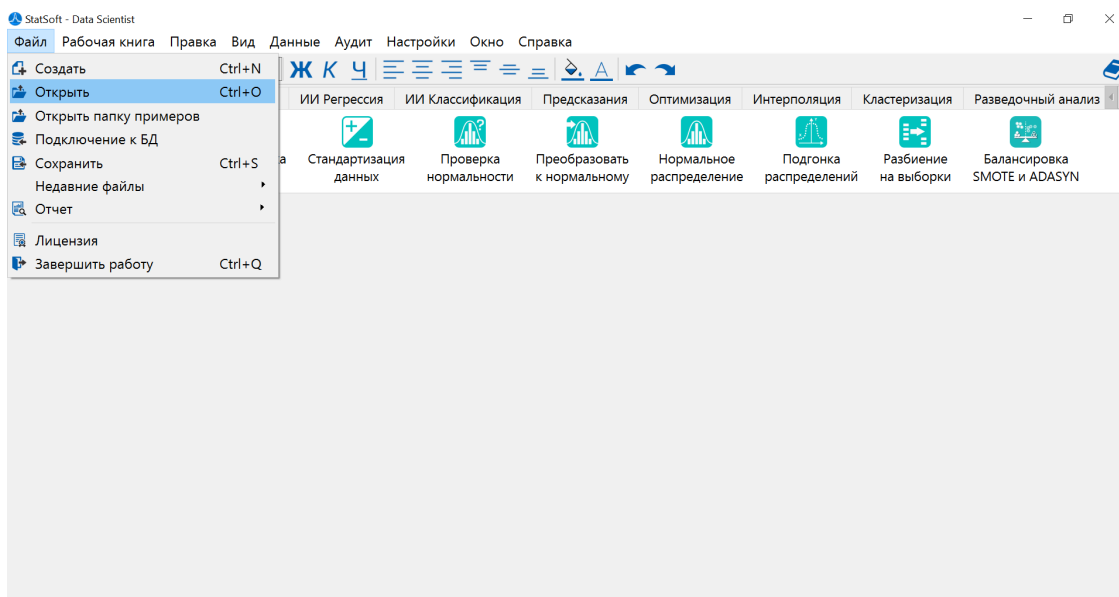 StatSoft - Data Scientist
Файл Рабочая книга Правка Вид Данные Аудит Настройки Окно Справка
Создать Ctrl+N
Открыть Ctrl+O
Открыть папку примеров
Подключение к БД
Сохранить Ctrl+S
Недавние файлы
Отчет
Лицензия
Завершить работу Ctrl+Q
Ж К Ч А
ИИ Регрессия ИИ Классификация Предсказания Оптимизация Интерполяция Кластеризация Разведочный анализ
Стандартизация данных
Проверка нормальности
Преобразовать к нормальному
Нормальное распределение
Подгонка распределений
Разбиение на выборки
Балансировка SMOTE и ADASYN